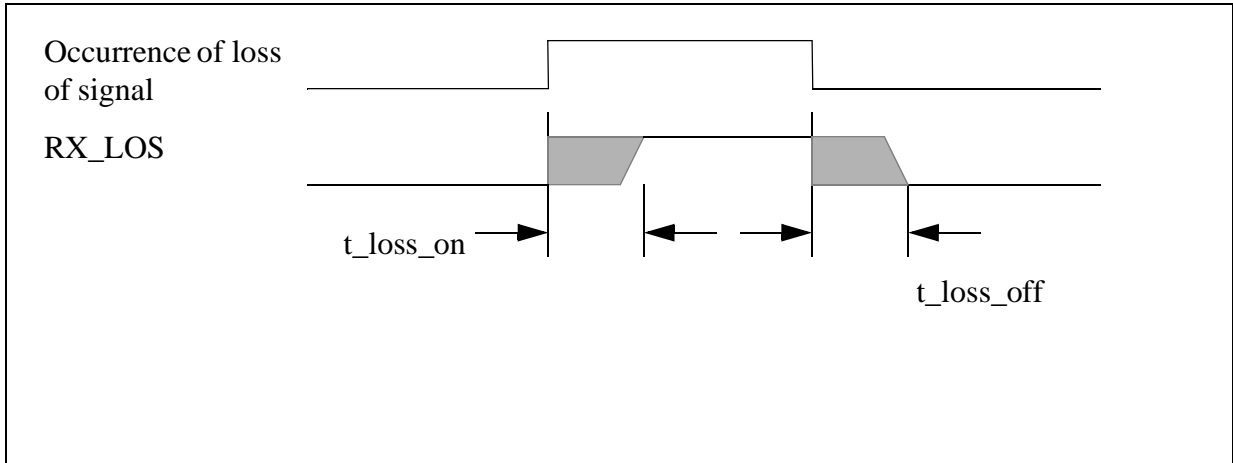 Occurrence of loss
of signal
RX_LOS
t_loss_on
t_loss_off